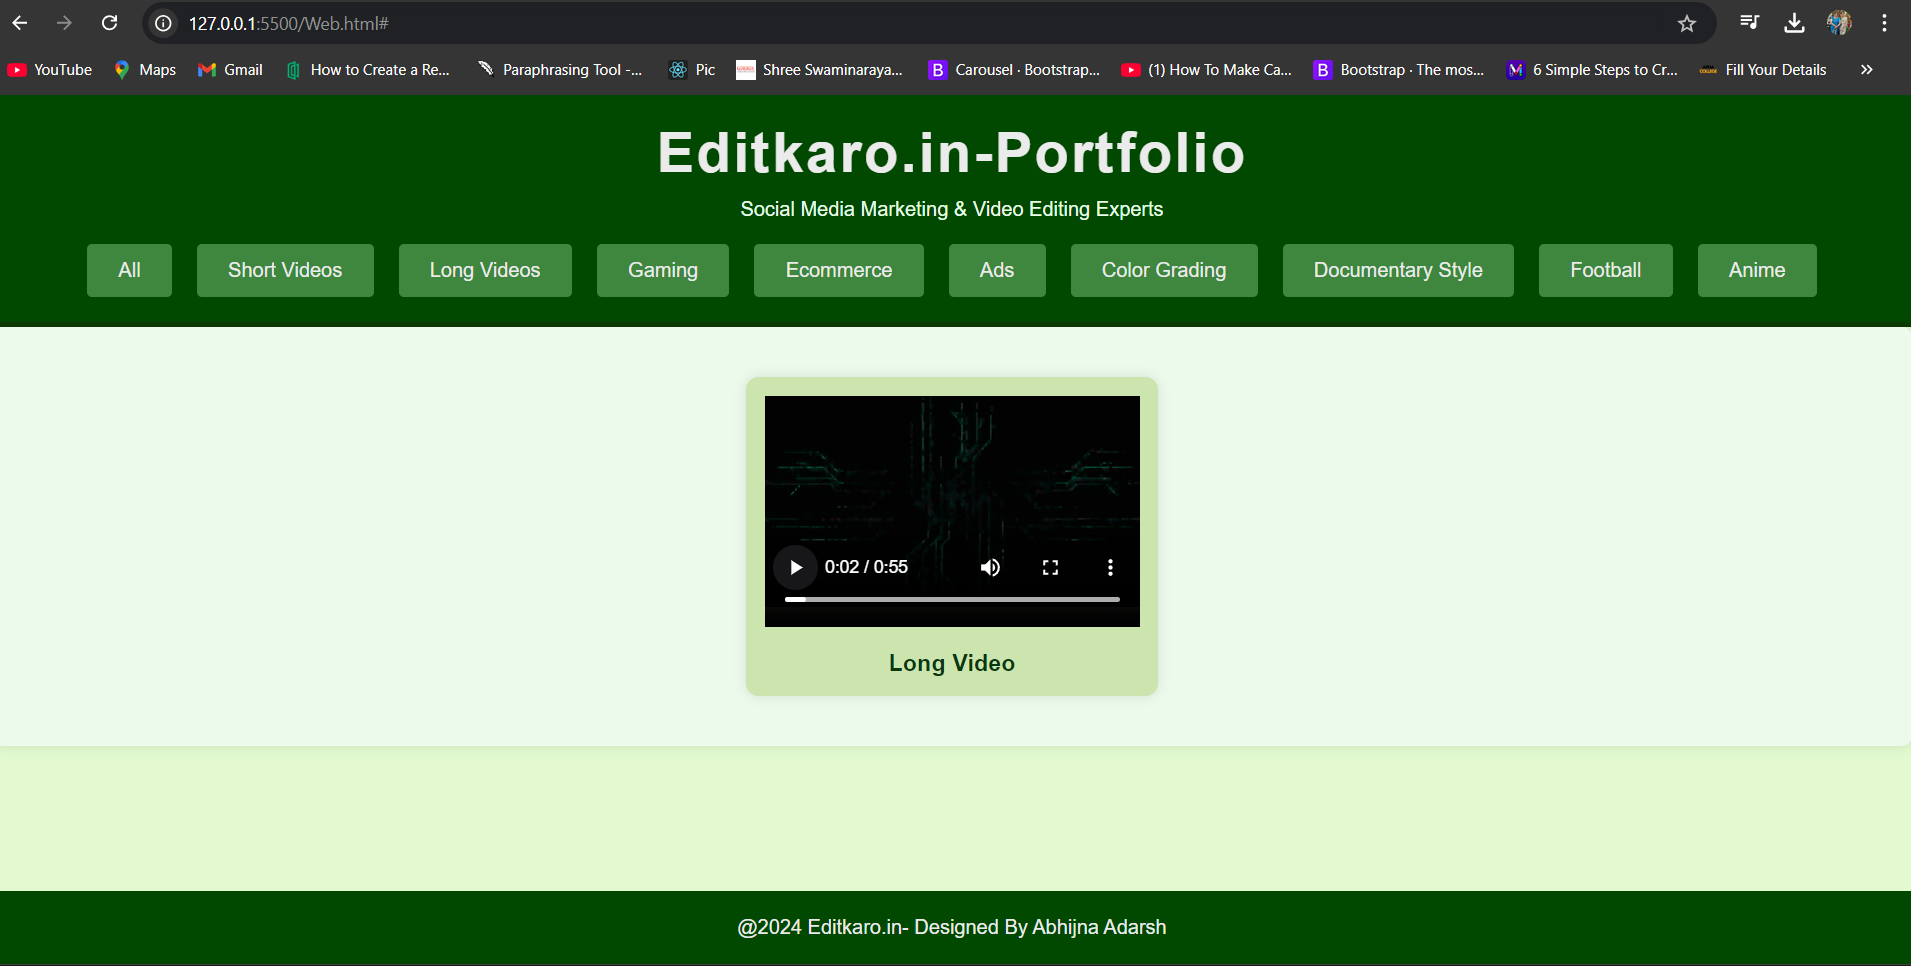 127.0.0.1:5500/Web.html#
YouTube Maps Gmail How to Create a Re... Paraphrasing Tool -... Pic Shree Swaminaraya... Carousel · Bootstrap... (1) How To Make Ca... Bootstrap · The mos... 6 Simple Steps to Cr... Fill Your Details
Editkaro.in-Portfolio
Social Media Marketing & Video Editing Experts
All Short Videos Long Videos Gaming Ecommerce Ads Color Grading Documentary Style Football Anime
0:02 / 0:55
Long Video
@2024 Editkaro.in- Designed By Abhijna Adarsh